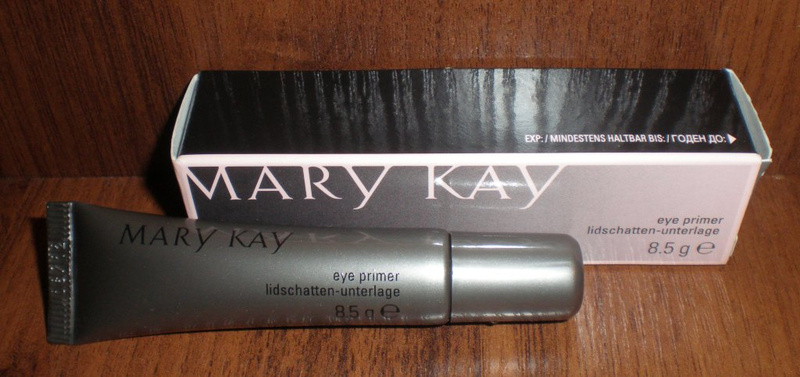 EXP: / MINDESTENS HALTBAR BIS: / ГОДЕН ДО:
MARY KAY
eye primer
lidschatten-unterlage
8.5 g e
MARY KAY
eye primer
lidschatten-unterlage
8.5 g e